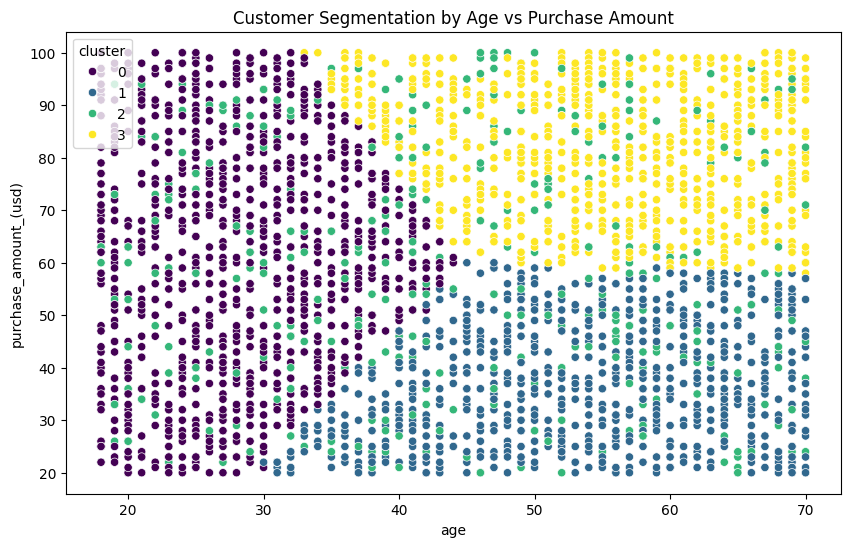 Customer Segmentation by Age vs Purchase Amount
cluster
0
1
2
3
100
90
80
70
60
50
40
30
20
purchase_amount_(usd)
20 30 40 50 60 70
age